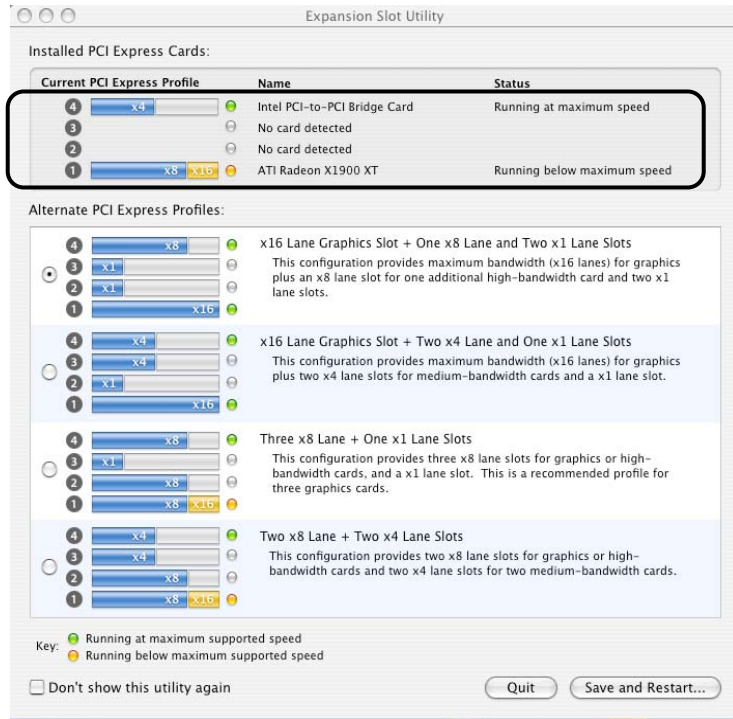 Expansion Slot Utility
Installed PCI Express Cards:
Current PCI Express Profile Name Status
4 x4 Intel PCI-to-PCI Bridge Card Running at maximum speed
3 No card detected
2 No card detected
1 x8 x16 ATI Radeon X1900 XT Running below maximum speed
Alternate PCI Express Profiles:
4 x8 x16 Lane Graphics Slot + One x8 Lane and Two x1 Lane Slots
3 x1 This configuration provides maximum bandwidth (x16 lanes) for graphics
2 x1 plus an x8 lane slot for one additional high-bandwidth card and two x1
lane slots.
1 x16
4 x4 x16 Lane Graphics Slot + Two x4 Lane and One x1 Lane Slots
3 x4 This configuration provides maximum bandwidth (x16 lanes) for graphics
2 x1 plus two x4 lane slots for medium-bandwidth cards and a x1 lane slot.
1 x16
4 x8 Three x8 Lane + One x1 Lane Slots
3 x1 This configuration provides three x8 lane slots for graphics or high-
bandwidth cards, and a x1 lane slot. This is a recommended profile for
2 x8 three graphics cards.
1 x8 x16
4 x4 Two x8 Lane + Two x4 Lane Slots
3 x4 This configuration provides two x8 lane slots for graphics or high-
2 x8 bandwidth cards and two x4 lane slots for two medium-bandwidth cards.
1 x8 x16
Key: Running at maximum supported speed
Running below maximum supported speed
Don't show this utility again Quit Save and Restart...